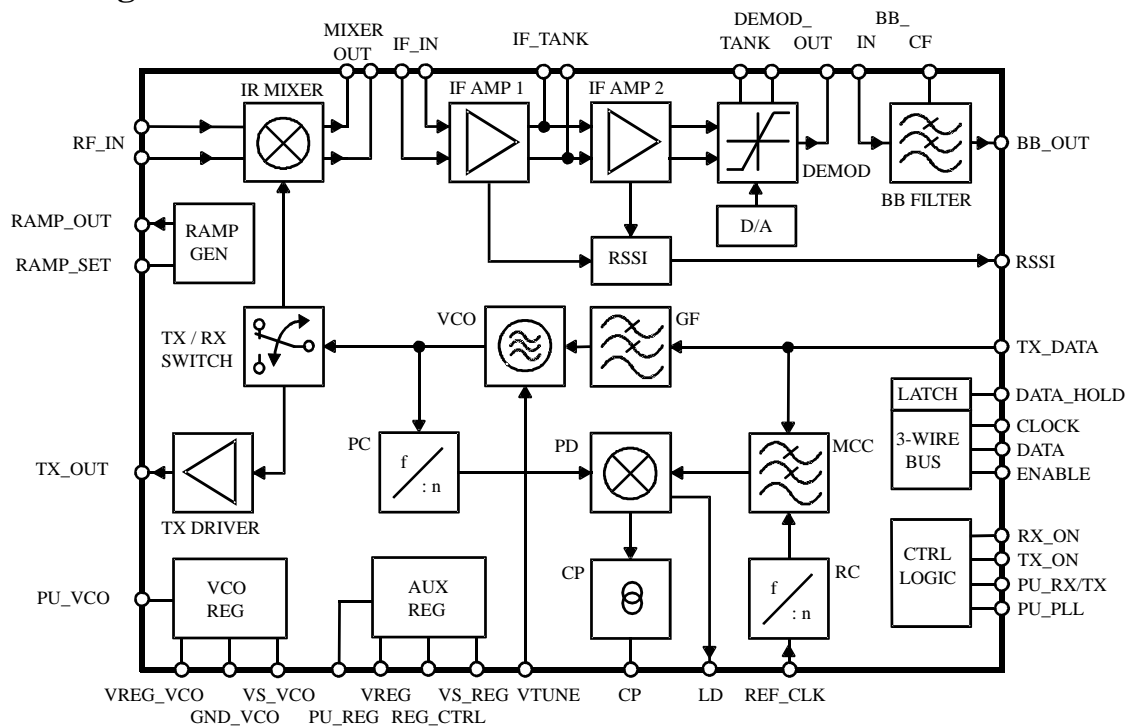 MIXER
OUT
IF_IN
IF_TANK
DEMOD_
TANK
OUT
BB_
IN
CF
IR MIXER
IF AMP 1
IF AMP 2
RF_IN
BB_OUT
DEMOD
BB FILTER
RAMP_OUT
RAMP
GEN
D/A
RAMP_SET
RSSI
RSSI
VCO
GF
TX / RX
SWITCH
TX_DATA
LATCH
DATA_HOLD
CLOCK
3-WIRE
BUS
DATA
ENABLE
PC
PD
MCC
TX_OUT
f
: n
TX DRIVER
RX_ON
CTRL
LOGIC
TX_ON
PU_RX/TX
PU_PLL
CP
RC
f
: n
PU_VCO
VCO
REG
AUX
REG
VREG_VCO
VS_VCO
GND_VCO
PU_REG
VREG
REG_CTRL
VS_REG
VTUNE
CP
LD
REF_CLK